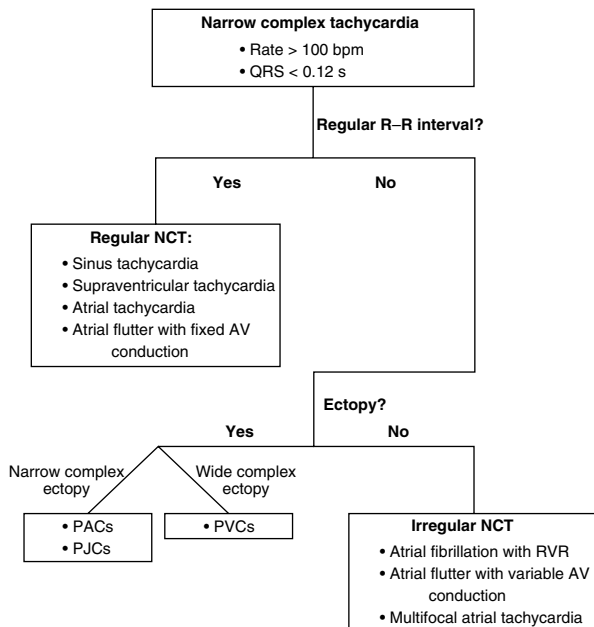 Narrow complex tachycardia
• Rate > 100 bpm
• QRS < 0.12 s
Regular R–R interval?
Yes
No
Regular NCT:
• Sinus tachycardia
• Supraventricular tachycardia
• Atrial tachycardia
• Atrial flutter with fixed AV
conduction
Ectopy?
Yes
No
Narrow complex
ectopy
Wide complex
ectopy
• PACs
• PJCs
• PVCs
Irregular NCT
• Atrial fibrillation with RVR
• Atrial flutter with variable AV
conduction
• Multifocal atrial tachycardia